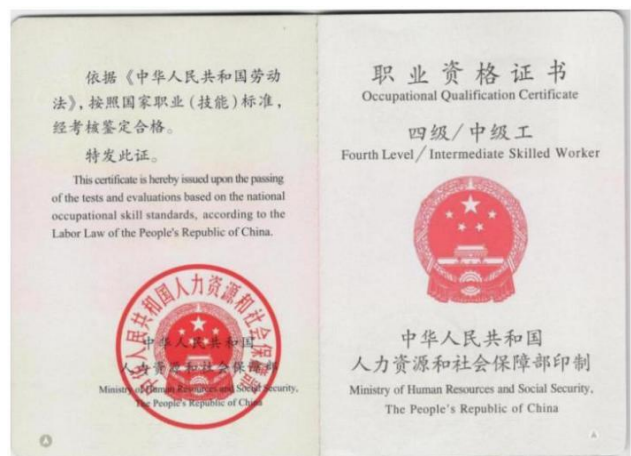 依据《中华人民共和国劳动
法》，按照国家职业（技能）标准，
经考核鉴定合格。
特发此证。
This certificate is hereby issued upon the passing
of the tests and evaluations based on the national
occupational skill standards, according to the
Labor Law of the People's Republic of China.
中华人民共和国人力资源和社会保障部
中华人民共和国
人力资源和社会保障部
Ministry of Human Resources and Social Security,
The People's Republic of China
职业资格证书
Occupational Qualification Certificate
四级/中级工
Fourth Level/Intermediate Skilled Worker
中华人民共和国
人力资源和社会保障部印制
Ministry of Human Resources and Social Security,
The People's Republic of China